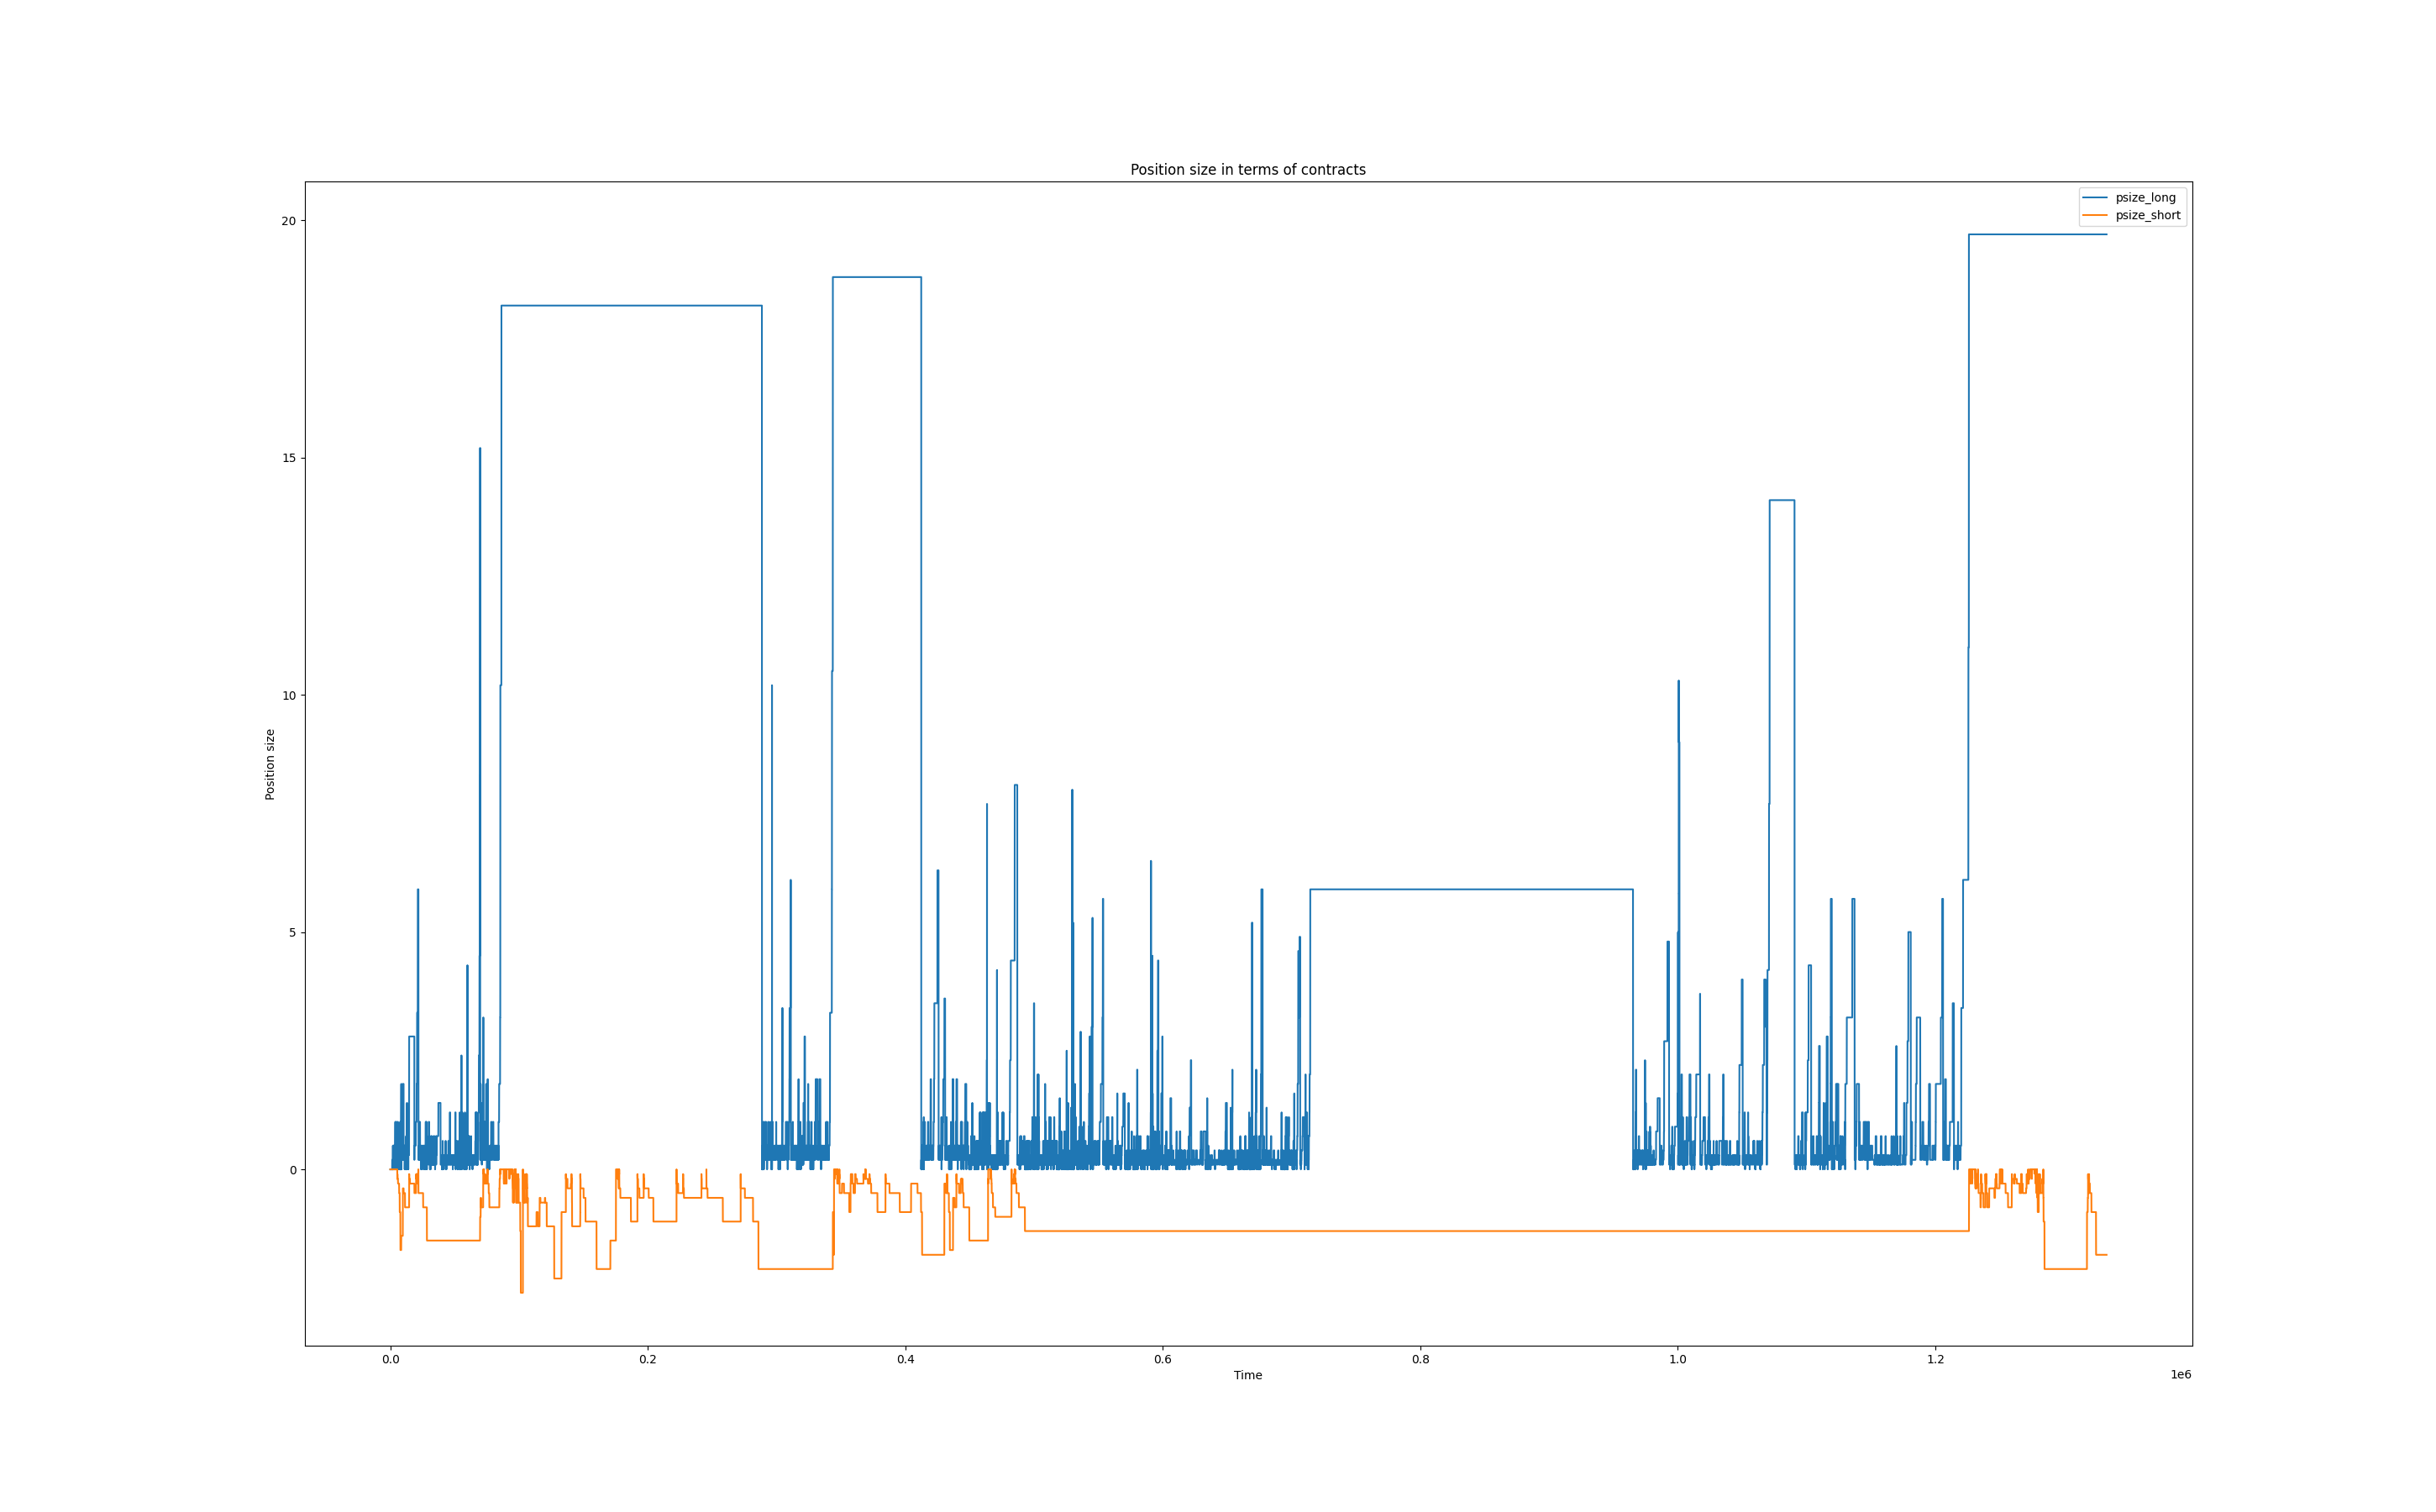 Position size in terms of contracts
psize_long
psize_short
20
15
10
5
0
Position size
0.0 0.2 0.4 0.6 0.8 1.0 1.2
Time
1e6